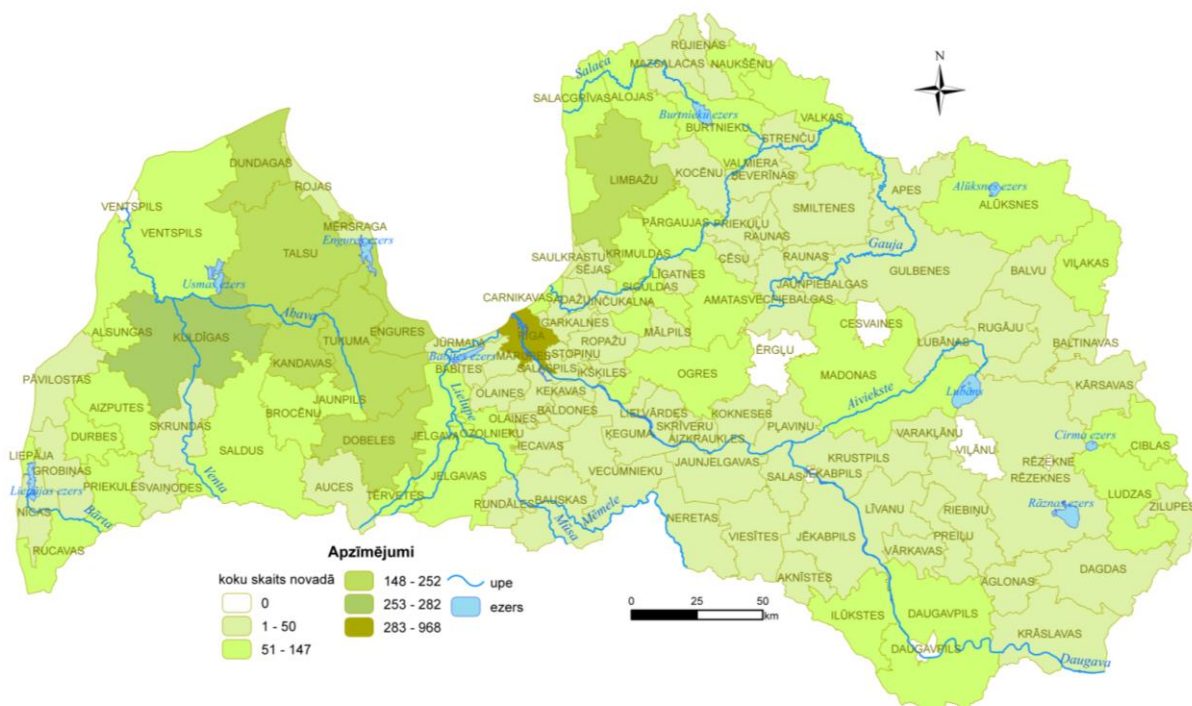 N
RŪJIENAS
MAZSALACAS
NAUKŠĒNU
Salaca
SALACGRĪVAS
ALOJAS
Burtnieku ezers
BURTNIEKU
VALKAS
STRENČU
DUNDAGAS
ROJAS
LIMBAŽU
KOCĒNU
VALMIERA
BEVERĪNAS
APES
Alūksnes ezers
ALŪKSNES
VENTSPILS
VENTSPILS
MĒRSRAGA
Engures ezers
TALSU
PĀRGAUJAS
PRIEKUĻU
RAUNAS
SMILTENES
Usmas ezers
SAULKRASTU
SĒJAS
KRIMULDAS
LĪGATNES
SIGULDAS
CĒSU
RAUNAS
Gauja
GULBENES
BALVU
VIĻAKAS
CARNIKAVAS
ĀDAŽU
INČUKALNA
AMATAS
VECPIEBALGAS
JAUNPIEBALGAS
ALSUNGAS
KULDĪGAS
Abava
TUKUMA
ENGURES
JŪRMALA
RĪGA
GARKALNES
ROPAŽU
MĀLPILS
ĒRGĻU
CESVAINES
LUBĀNAS
RUGĀJU
BALTINAVAS
KANDAVAS
Babītes ezers
BABĪTES
MĀRUPES
STOPIŅU
SALASPILS
IKŠĶILES
OGRES
MADONAS
PĀVILOSTAS
AIZPUTES
SKRUNDAS
BROCĒNU
JAUNPILS
OLAINES
ĶEKAVAS
Lielupe
Aiviekste
Lubāns
KĀRSAVAS
DURBES
SALDUS
DOBELES
JELGAVA
OZOLNIEKU
OLAINES
BALDONES
IECAVAS
ĶEGUMA
LIELVĀRDES
SKRĪVERU
AIZKRAUKLES
KOKNESES
PĻAVIŅU
VARAKĻĀNU
VIĻĀNU
Cirma ezers
CIBLAS
LIEPĀJA
GROBIŅAS
PRIEKULES
VAIŅODES
AUCES
TĒRVETES
JELGAVAS
VECUMNIEKU
JAUNJELGAVAS
SALAS
JĒKABPILS
KRUSTPILS
RĒZEKNE
RĒZEKNES
Liepājas ezers
NĪCAS
Bārta
Venta
RUNDĀLES
BAUSKAS
Mūsa
Mēmele
NERETAS
VIESĪTES
JĒKABPILS
LĪVĀNU
RIEBIŅU
Rāznas ezers
LUDZAS
ZILUPES
RUCAVAS
AKNĪSTES
VĀRKAVAS
PREIĻU
AGLONAS
DAGDAS
ILŪKSTES
DAUGAVPILS
DAUGAVPILS
KRĀSLAVAS
Daugava
Apzīmējumi
koku skaits novadā
0
1 - 50
51 - 147
148 - 252
253 - 282
283 - 968
upe
ezers
0 25 50
km